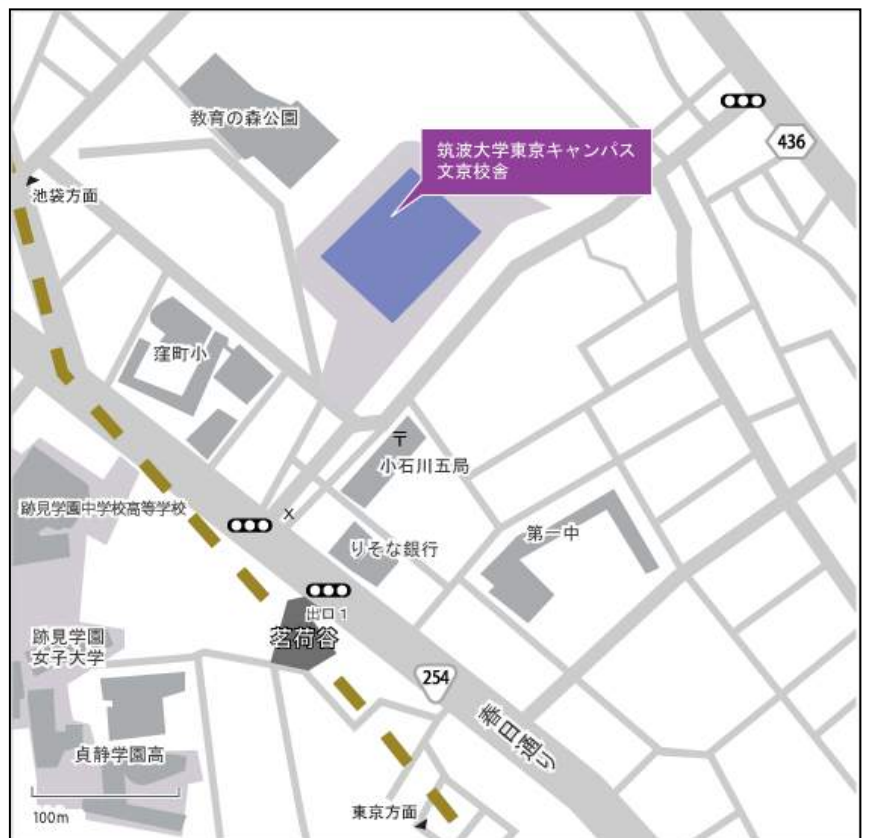 教育の森公園
筑波大学東京キャンパス
文京校舎
436
池袋方面
窪町小
〒
小石川五局
跡見学園中学校高等学校
X
りそな銀行
第一中
出口1
茗荷谷
跡見学園
女子大学
254
春日通り
貞静学園高
100m
東京方面